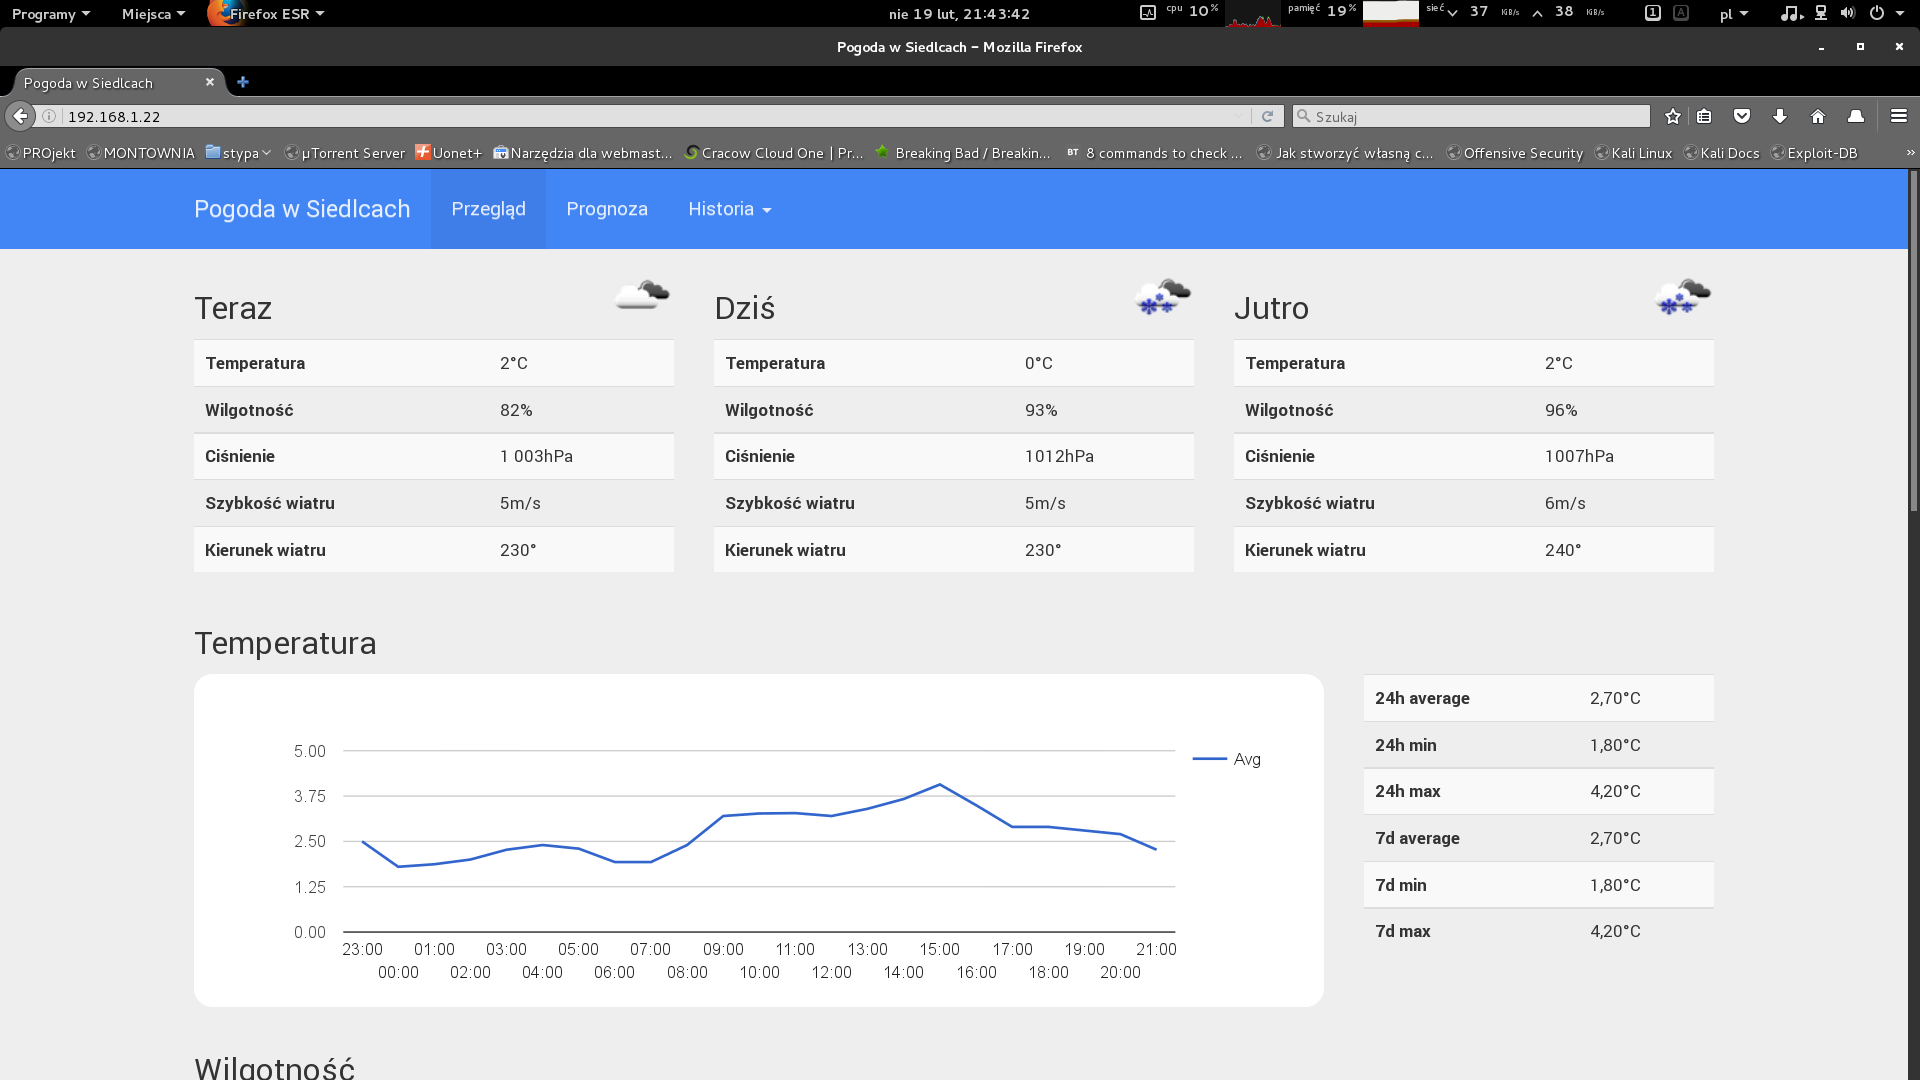 Programy Miejsca Firefox ESR nie 19 lut, 21:43:42 cpu 10 % pamięć 19 % sieć 37 KiB/s 38 KiB/s 1 A pl
Pogoda w Siedlcach - Mozilla Firefox
Pogoda w Siedlcach
192.168.1.22 Szukaj
PROjekt MONTOWNIA stypa µTorrent Server Uonet+ Narzędzia dla webmast... Cracow Cloud One | Pr... Breaking Bad / Breakin... BT 8 commands to check ... Jak stworzyć własną c... Offensive Security Kali Linux Kali Docs Exploit-DB »
Pogoda w Siedlcach Przegląd Prognoza Historia
Teraz
Temperatura 2°C
Wilgotność 82%
Ciśnienie 1 003hPa
Szybkość wiatru 5m/s
Kierunek wiatru 230°
Dziś
Temperatura 0°C
Wilgotność 93%
Ciśnienie 1012hPa
Szybkość wiatru 5m/s
Kierunek wiatru 230°
Jutro
Temperatura 2°C
Wilgotność 96%
Ciśnienie 1007hPa
Szybkość wiatru 6m/s
Kierunek wiatru 240°
Temperatura
5.00
3.75
2.50
1.25
0.00
Avg
23:00 01:00 03:00 05:00 07:00 09:00 11:00 13:00 15:00 17:00 19:00 21:00
00:00 02:00 04:00 06:00 08:00 10:00 12:00 14:00 16:00 18:00 20:00
24h average 2,70°C
24h min 1,80°C
24h max 4,20°C
7d average 2,70°C
7d min 1,80°C
7d max 4,20°C
Wilgotność